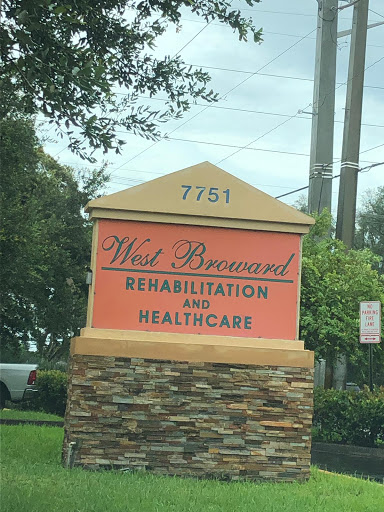 7751
West Broward
REHABILITATION
AND
HEALTHCARE
NO
PARKING
FIRE
LANE